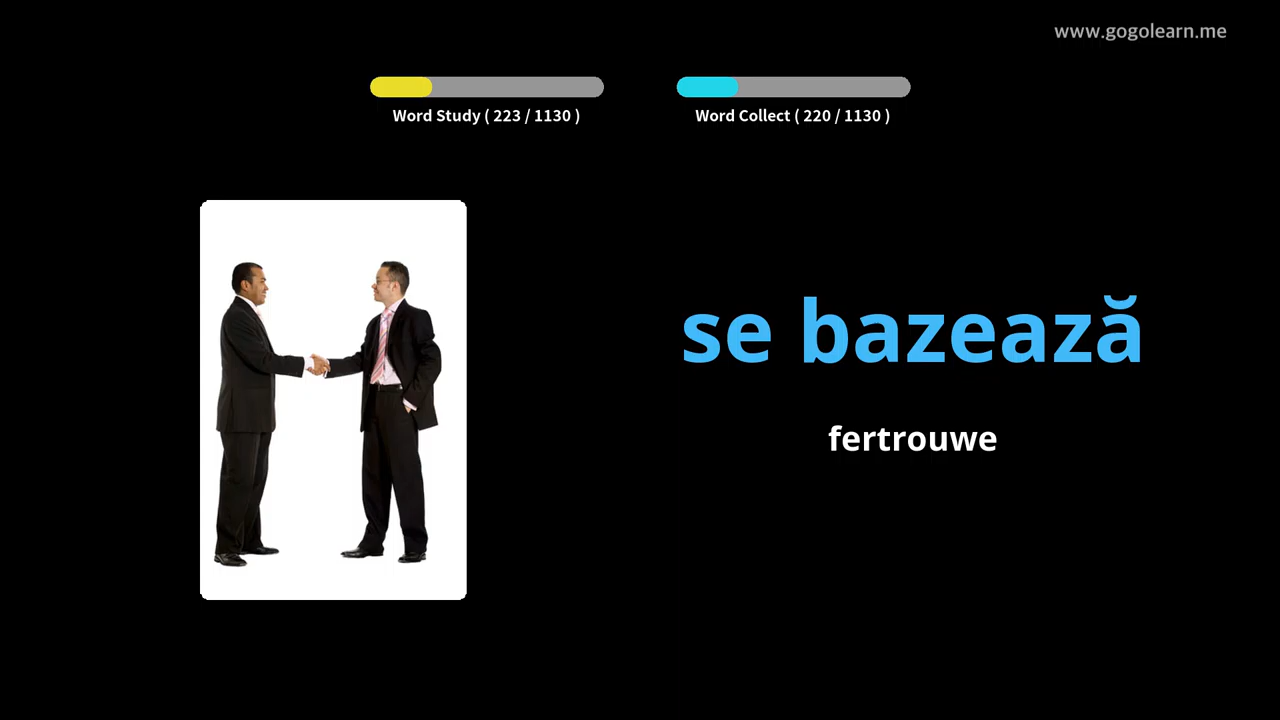 www.gogolearn.me
Word Study ( 223 / 1130 )
Word Collect ( 220 / 1130 )
se bazează
fertrouwe